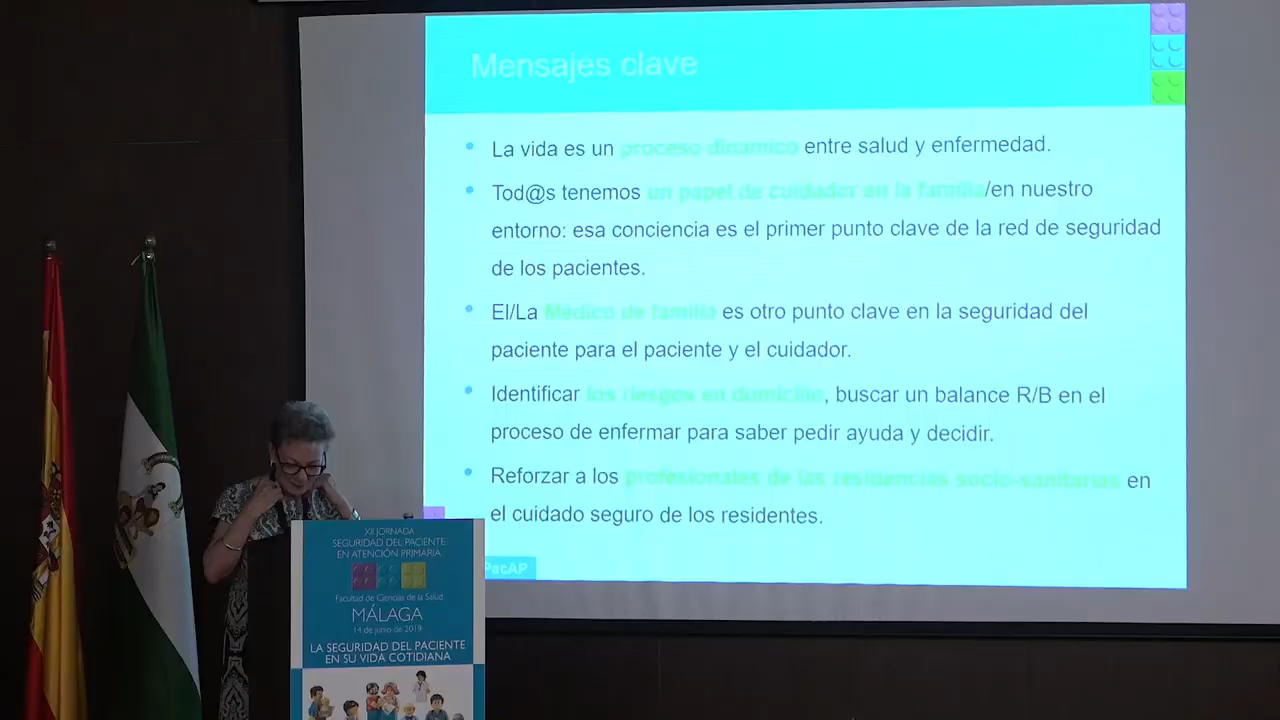 Mensajes clave
La vida es un proceso dinamico entre salud y enfermedad.
Tod@s tenemos un papel de cuidador en la familia/en nuestro
entorno: esa conciencia es el primer punto clave de la red de seguridad
de los pacientes.
El/La Médico de familia es otro punto clave en la seguridad del
paciente para el paciente y el cuidador.
Identificar los riesgos en domicilio, buscar un balance R/B en el
proceso de enfermar para saber pedir ayuda y decidir.
Reforzar a los profesionales de las residencias socio-sanitarias en
el cuidado seguro de los residentes.
PacAP
XII JORNADA
SEGURIDAD DEL PACIENTE
EN ATENCIÓN PRIMARIA
Facultad de Ciencias de la Salud
MÁLAGA
14 de junio de 2019
LA SEGURIDAD DEL PACIENTE
EN SU VIDA COTIDIANA